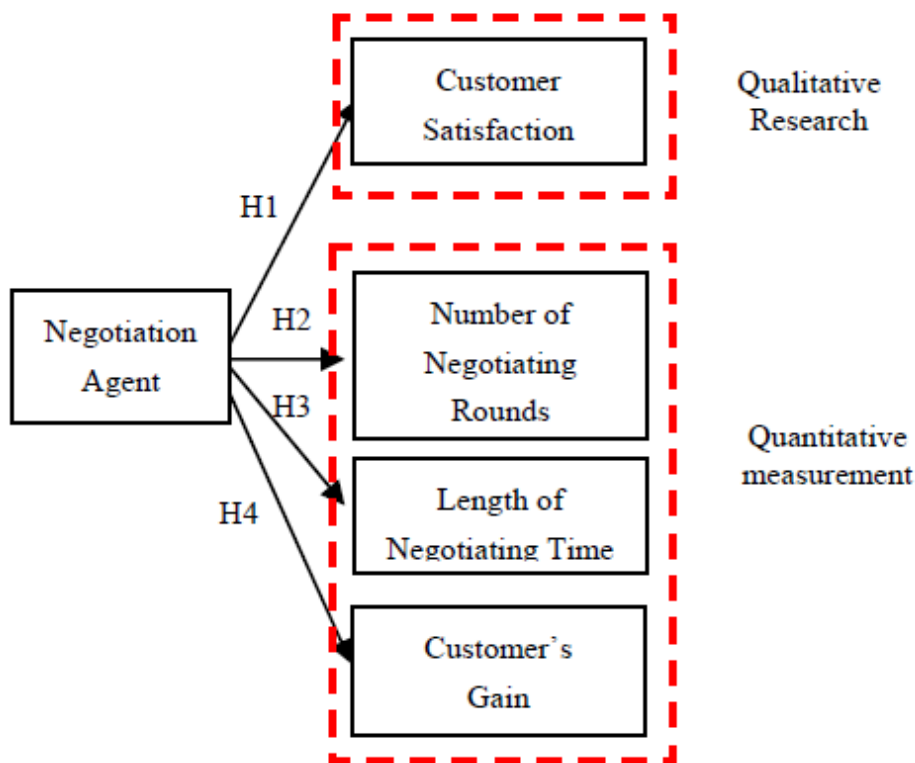 Customer
Satisfaction
Qualitative
Research
H1
Negotiation
Agent
H2
H3
H4
Number of
Negotiating
Rounds
Length of
Negotiating Time
Customer’s
Gain
Quantitative
measurement